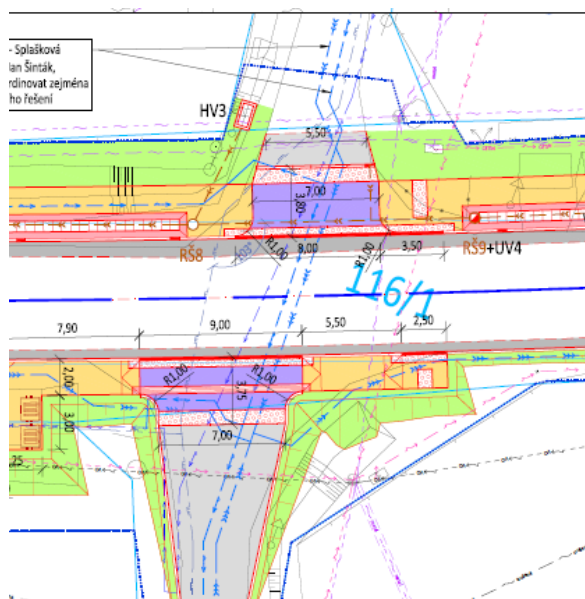 - Splašková
Jan Šinták,
rdinovat zejména
ho řešení
HV3
5,50
7,00
3,80
RŠ8
R1,00
8,00
R1,00
3,50
RŠ9+UV4
116/1
7,90
9,00
5,50
2,50
2,00
R1,00
3,75
R1,00
3,00
7,00
,25